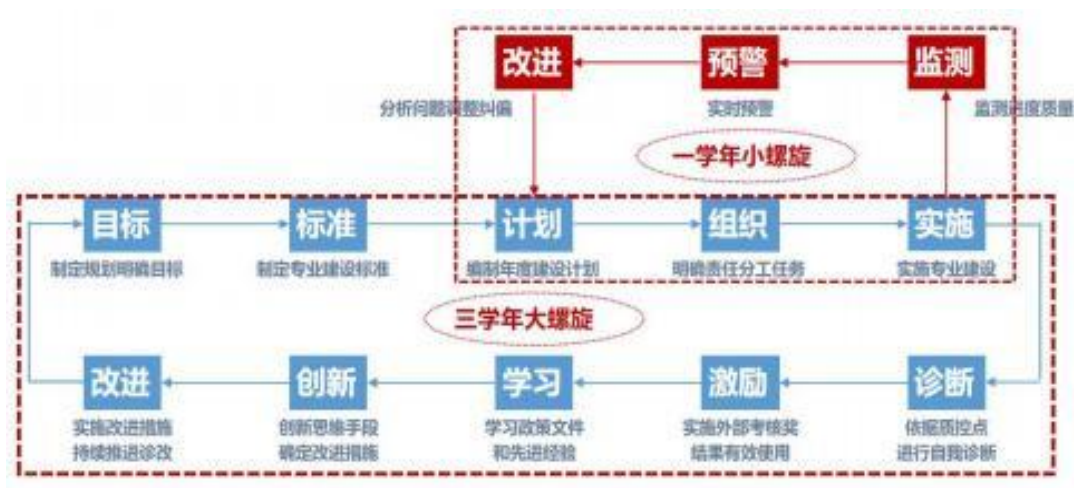 改进 预警 监测
分析问题调整纠偏 实时预警 监测进度质量
一学年小螺旋
目标 标准 计划 组织 实施
制定规划明确目标 制定专业建设标准 编制年度建设计划 明确责任分工任务 实施专业建设
三学年大螺旋
改进 创新 学习 激励 诊断
实施改进措施 创新思维手段 学习政策文件 实施外部考核奖 依据质控点
持续推进诊改 确定改进措施 和先进经验 结果有效使用 进行自我诊断